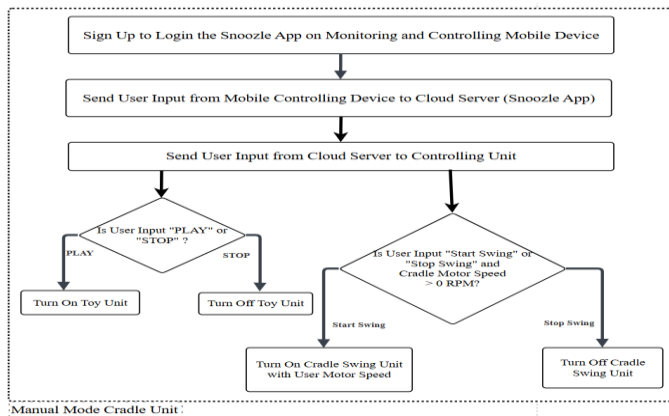 Sign Up to Login the Snoozle App on Monitoring and Controlling Mobile Device
Send User Input from Mobile Controlling Device to Cloud Server (Snoozle App)
Send User Input from Cloud Server to Controlling Unit
Is User Input "PLAY" or
"STOP" ?
PLAY
STOP
Turn On Toy Unit
Turn Off Toy Unit
Is User Input "Start Swing" or
"Stop Swing" and
Cradle Motor Speed
> 0 RPM?
Start Swing
Stop Swing
Turn On Cradle Swing Unit
with User Motor Speed
Turn Off Cradle
Swing Unit
Manual Mode Cradle Unit